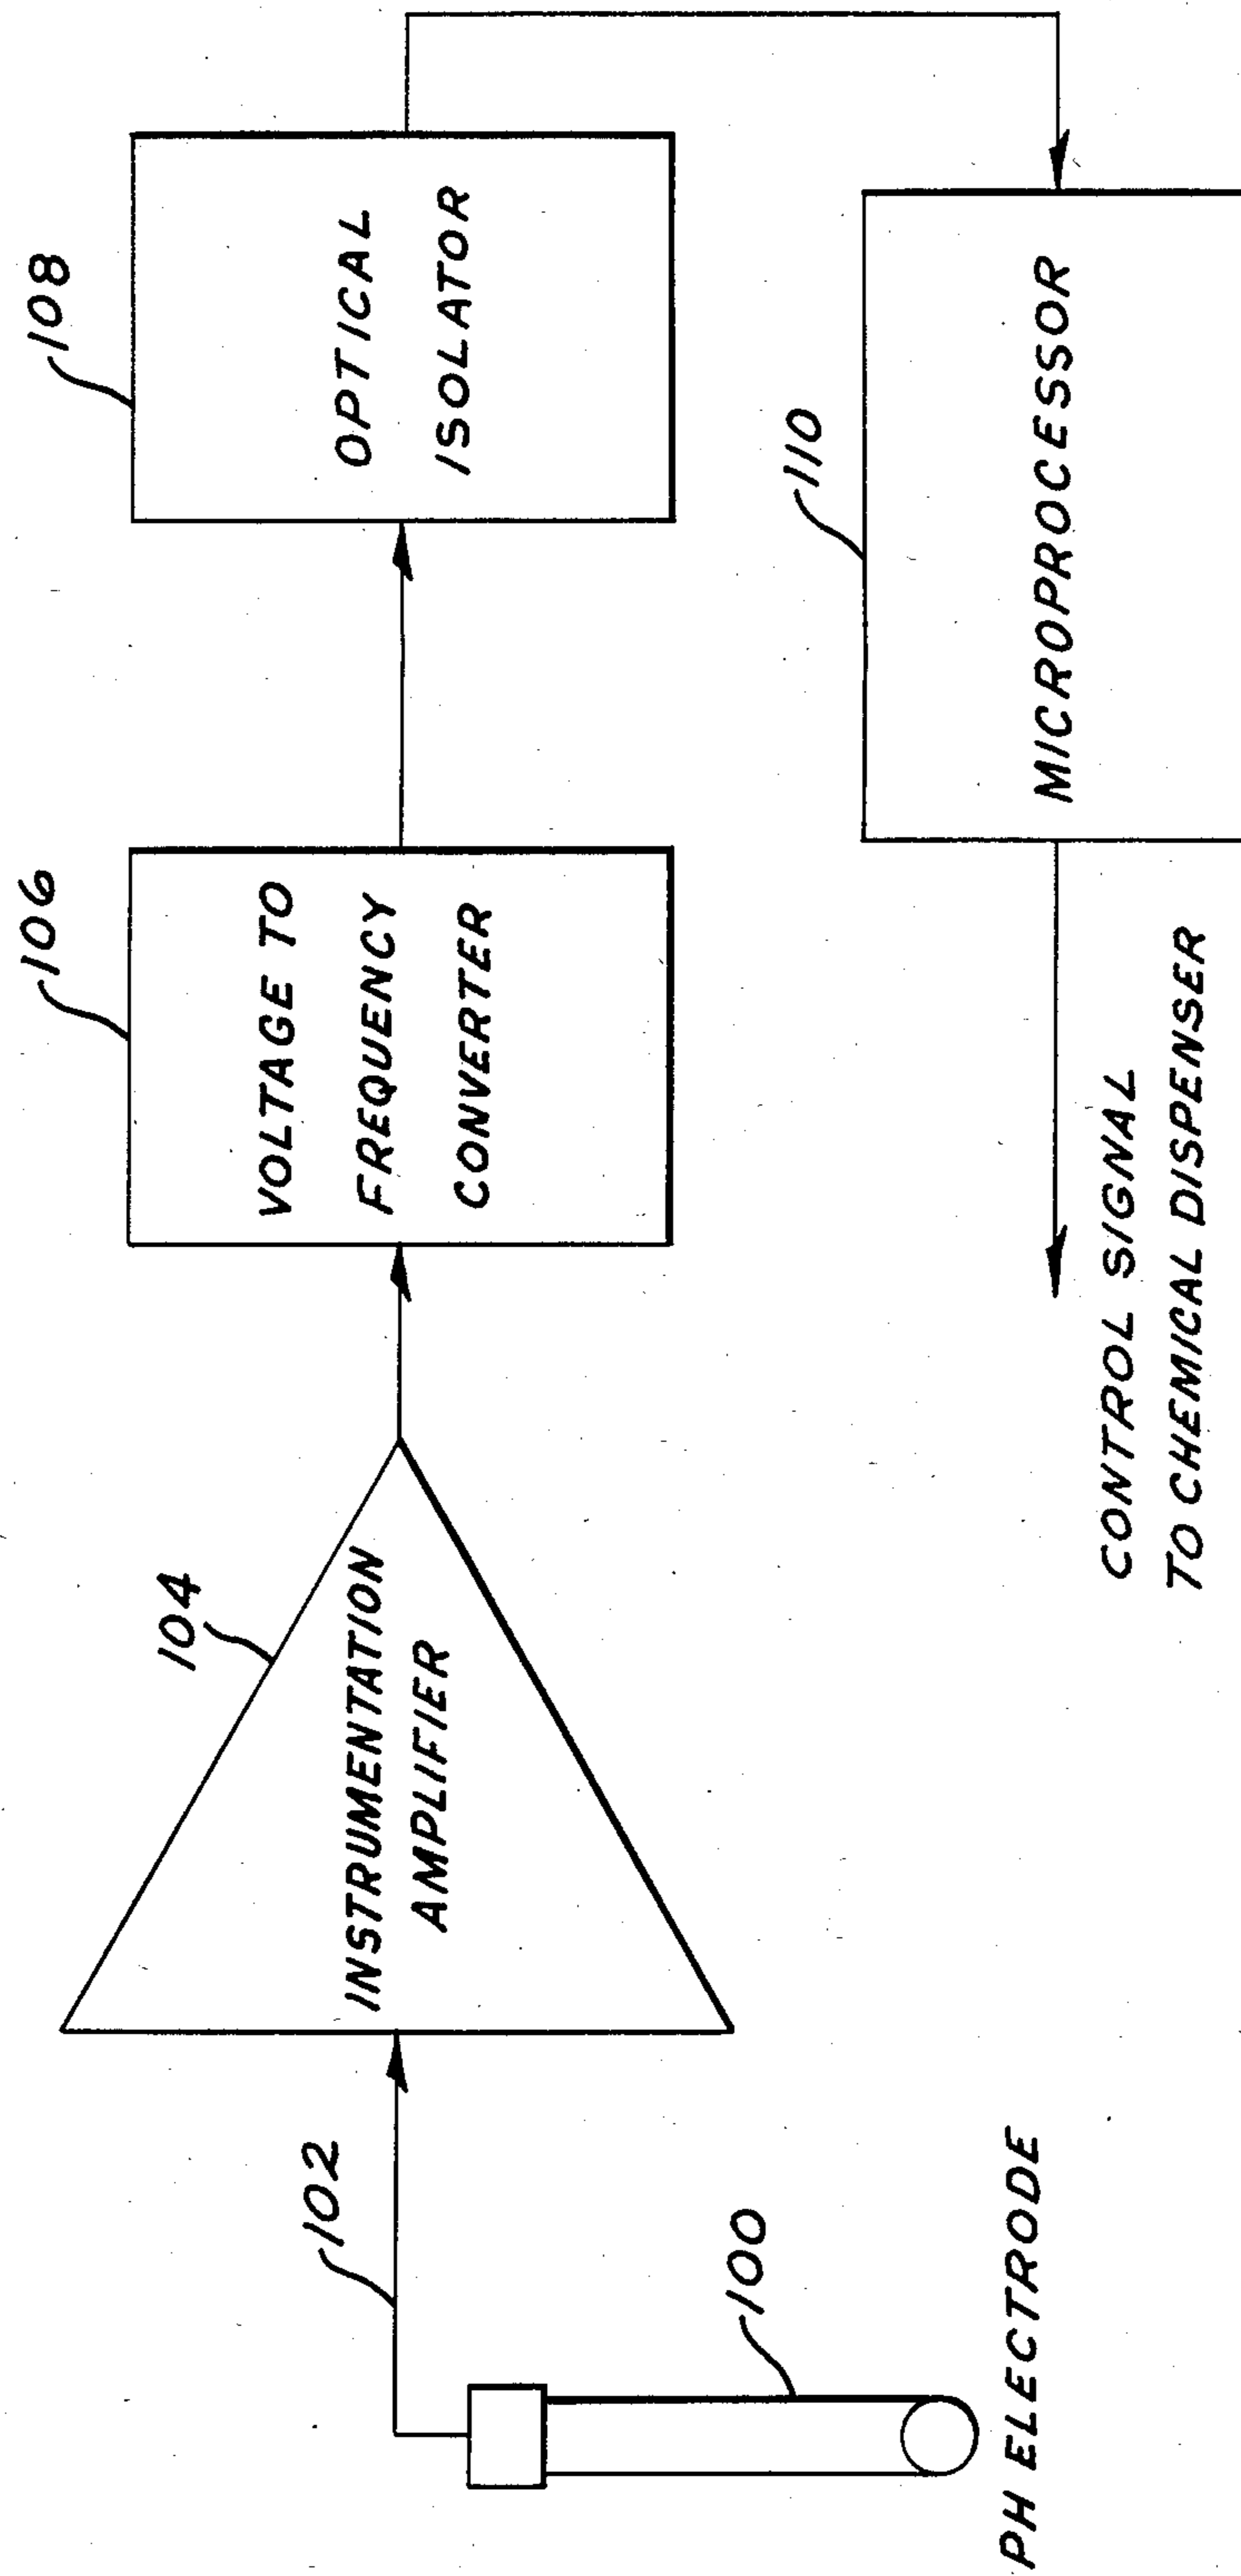 100
PH ELECTRODE
102
104
INSTRUMENTATION
AMPLIFIER
106
VOLTAGE TO
FREQUENCY
CONVERTER
108
OPTICAL
ISOLATOR
110
MICROPROCESSOR
CONTROL SIGNAL
TO CHEMICAL DISPENSER